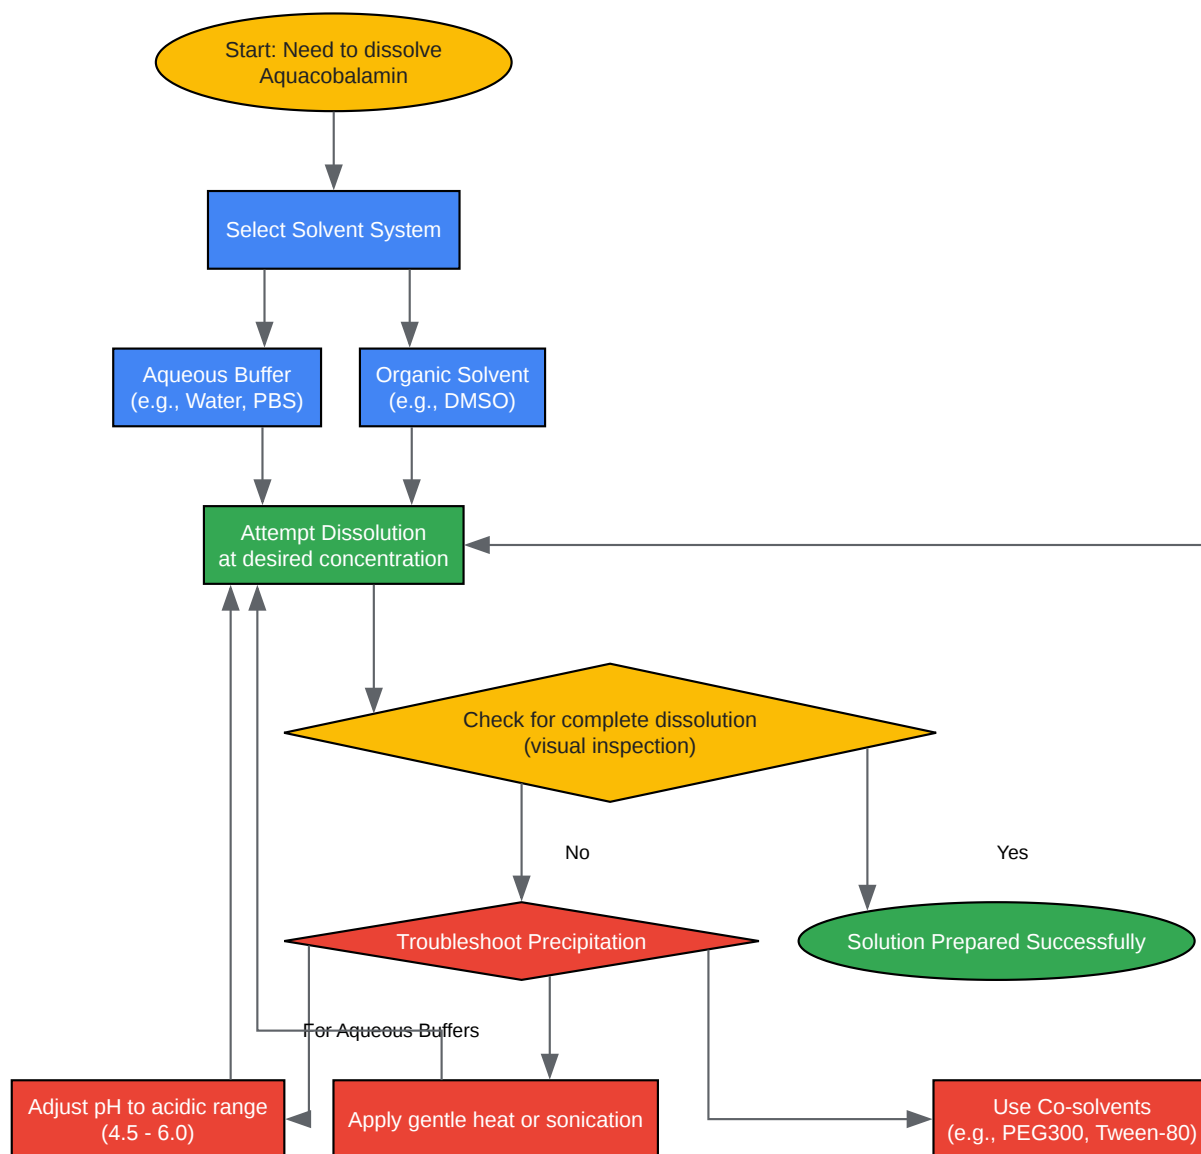 Start: Need to dissolve
Aquacobalamin
Select Solvent System
Aqueous Buffer
(e.g., Water, PBS)
Organic Solvent
(e.g., DMSO)
Attempt Dissolution
at desired concentration
Check for complete dissolution
(visual inspection)
No
Yes
Troubleshoot Precipitation
Solution Prepared Successfully
For Aqueous Buffers
Adjust pH to acidic range
(4.5 - 6.0)
Apply gentle heat or sonication
Use Co-solvents
(e.g., PEG300, Tween-80)